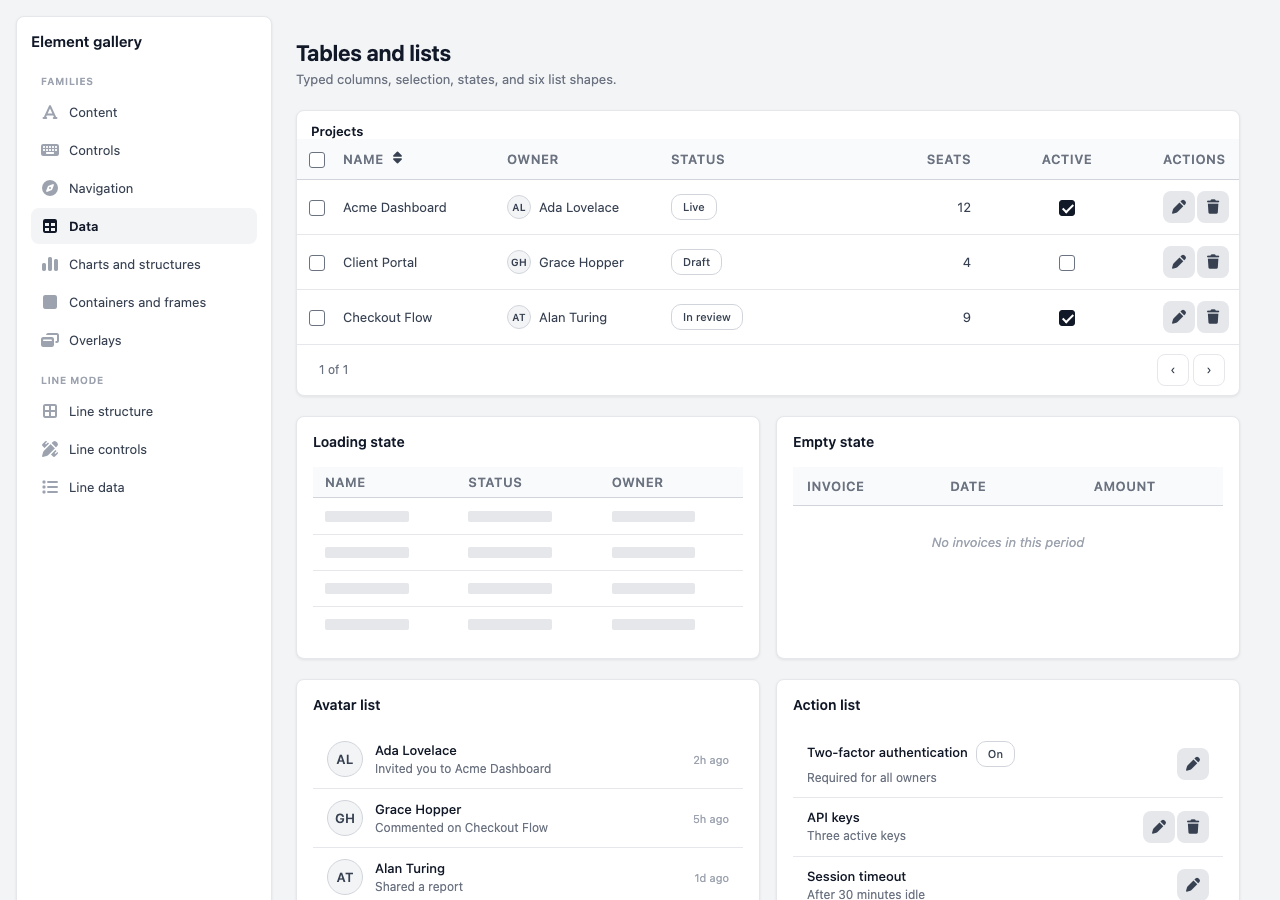 Element gallery
FAMILIES
Content
Controls
Navigation
Data
Charts and structures
Containers and frames
Overlays
LINE MODE
Line structure
Line controls
Line data
Tables and lists
Typed columns, selection, states, and six list shapes.
Projects
NAME OWNER STATUS SEATS ACTIVE ACTIONS
Acme Dashboard AL Ada Lovelace Live 12
Client Portal GH Grace Hopper Draft 4
Checkout Flow AT Alan Turing In review 9
1 of 1 ‹ ›
Loading state
NAME STATUS OWNER
Empty state
INVOICE DATE AMOUNT
No invoices in this period
Avatar list
AL Ada Lovelace 2h ago
Invited you to Acme Dashboard
GH Grace Hopper 5h ago
Commented on Checkout Flow
AT Alan Turing 1d ago
Shared a report
Action list
Two-factor authentication On
Required for all owners
API keys
Three active keys
Session timeout
After 30 minutes idle